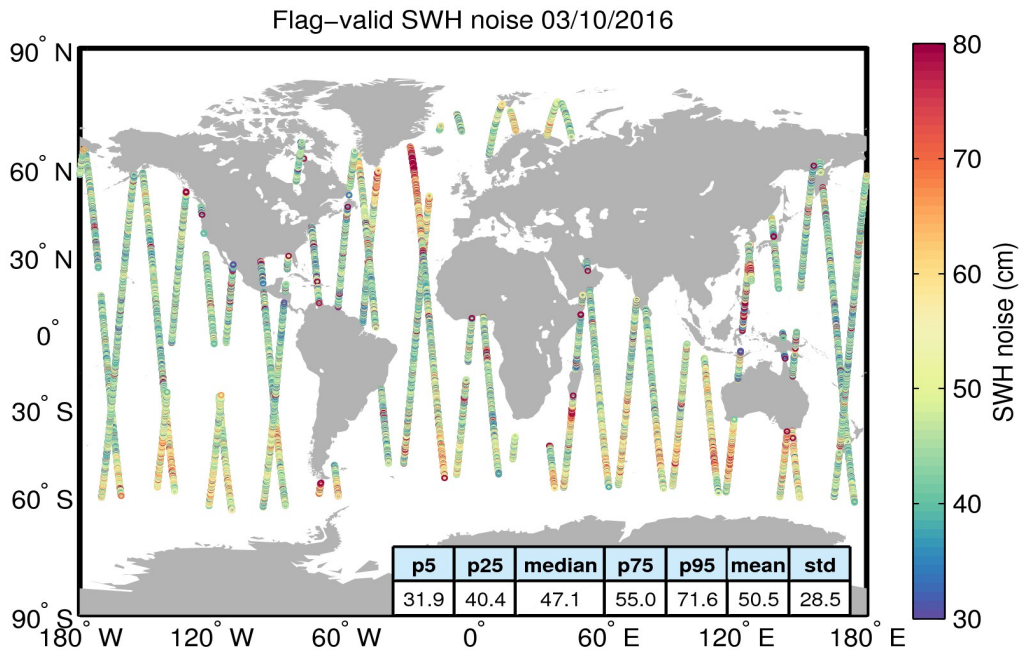 Flag−valid SWH noise 03/10/2016
90° N
60° N
30° N
0°
30° S
60° S
90° S
180° W
120° W
60° W
0°
60° E
120° E
180° E
p5 p25 median p75 p95 mean std
31.9 40.4 47.1 55.0 71.6 50.5 28.5
80
70
60
50
40
30
SWH noise (cm)